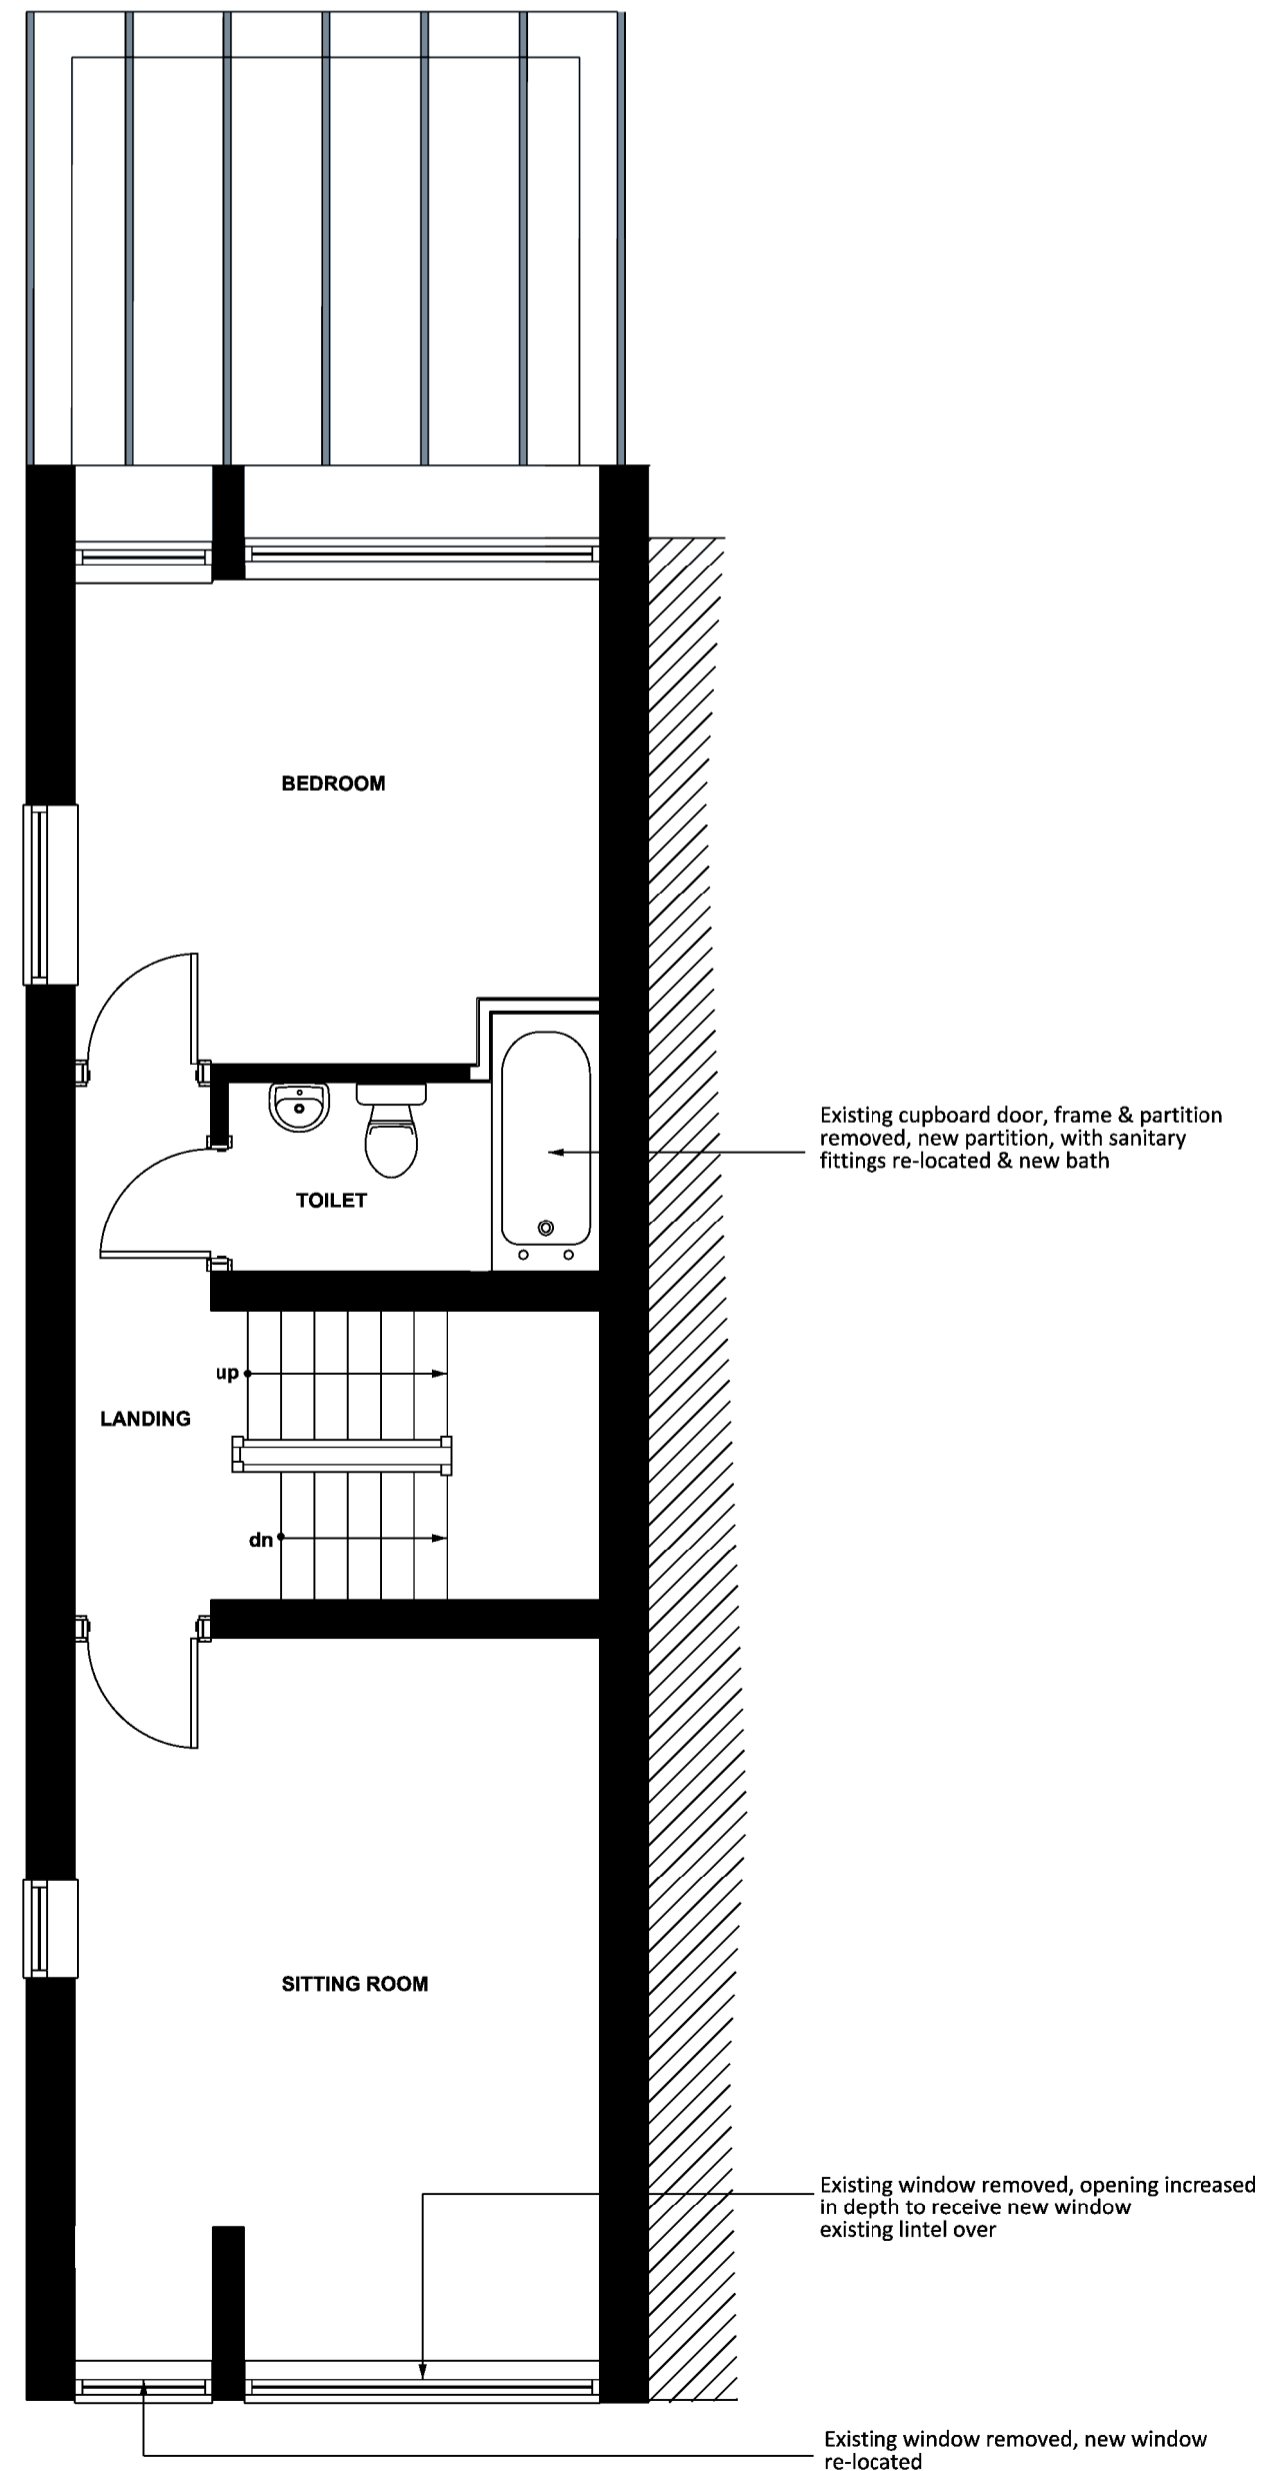 BEDROOM
Existing cupboard door, frame & partition
removed, new partition, with sanitary
fittings re-located & new bath
TOILET
up
LANDING
dn
SITTING ROOM
Existing window removed, opening increased
in depth to receive new window
existing lintel over
Existing window removed, new window
re-located